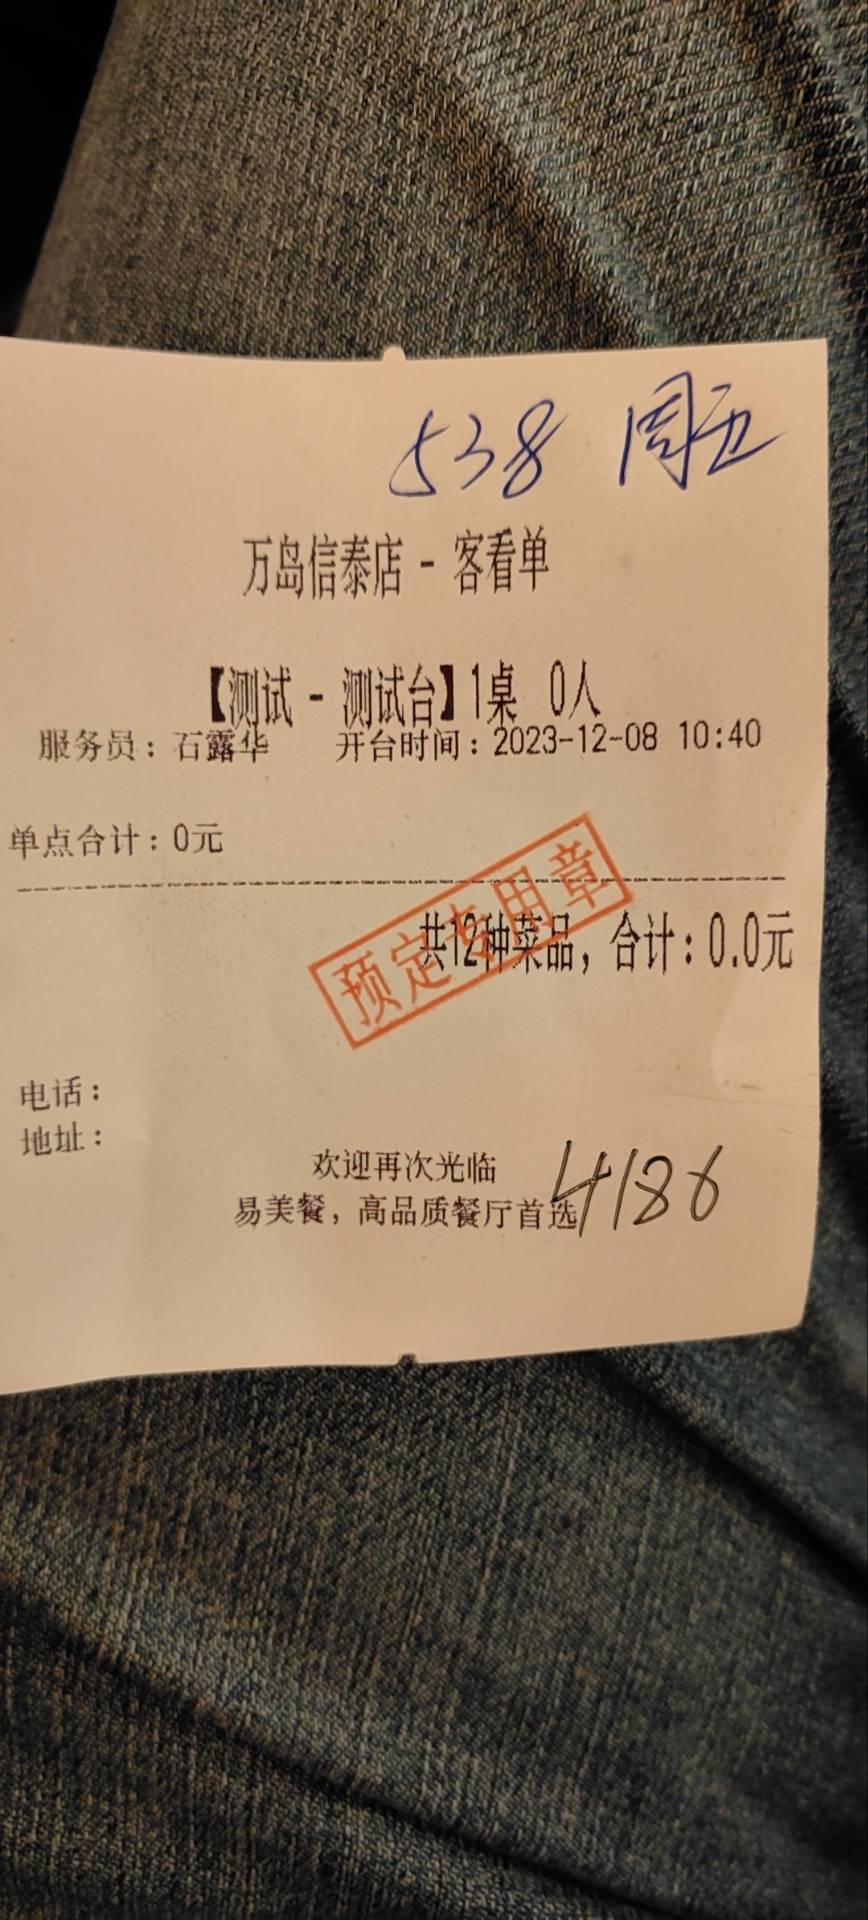 538 周五
万岛信泰店 - 客看单
【测试 - 测试台】1桌 0人
服务员：石露华 开台时间：2023-12-08 10:40
单点合计：0元
共12种菜品，合计：0.0元
预定专用章
电话：
地址：
欢迎再次光临
4186
易美餐，高品质餐厅首选